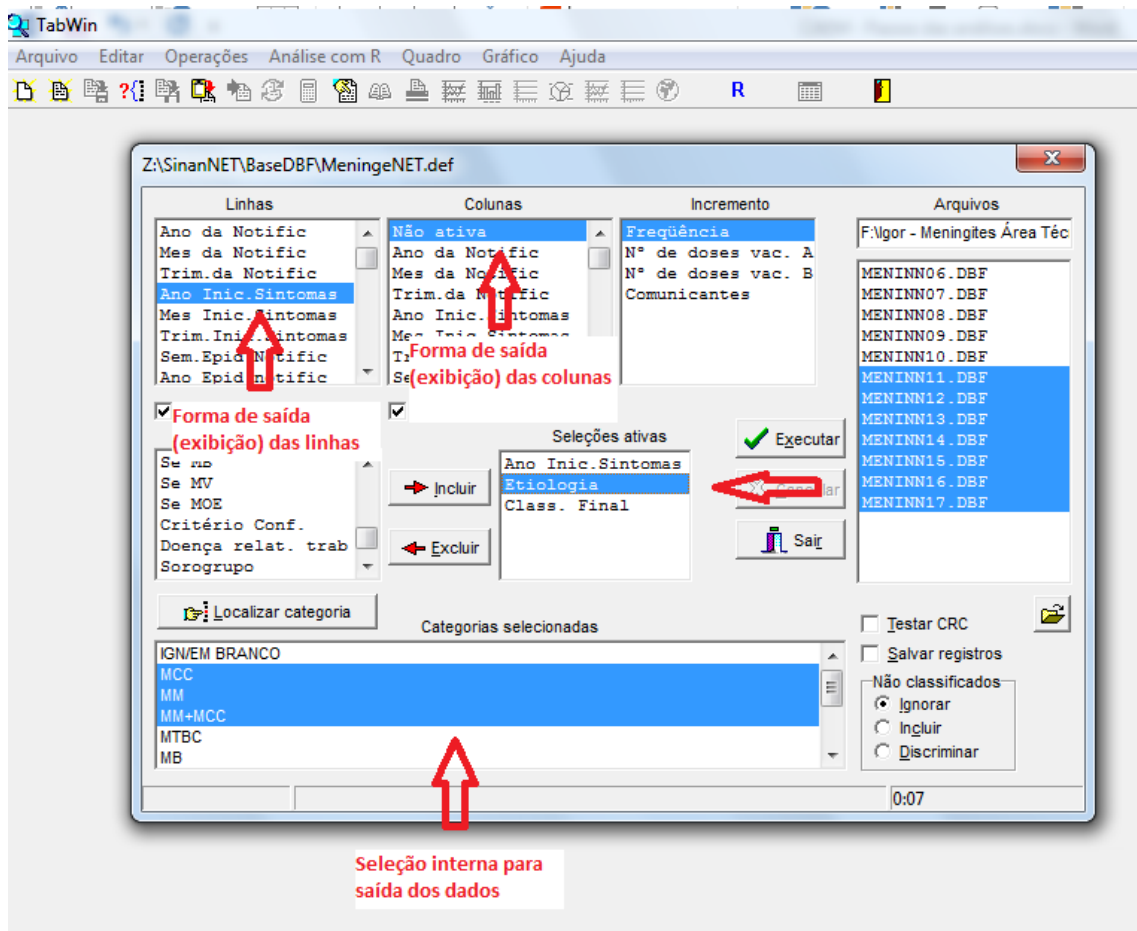 TabWin
Arquivo Editar Operações Análise com R Quadro Gráfico Ajuda
?{} R
Z:\SinanNET\BaseDBF\MeningeNET.def
x
Linhas
Ano da Notific
Mes da Notific
Trim.da Notific
Ano Inic.Sintomas
Mes Inic.Sintomas
Trim.Inic.Sintomas
Sem.Epid Notific
Ano Epid notific
Colunas
Não ativa
Ano da Notific
Mes da Notific
Trim.da Notific
Ano Inic.Sintomas
Mes Inic.Sintomas
Incremento
Freqüência
N° de doses vac. A
N° de doses vac. B
Comunicantes
Arquivos
F:\Igor - Meningites Área Téc
MENINN06.DBF
MENINN07.DBF
MENINN08.DBF
MENINN09.DBF
MENINN10.DBF
MENINN11.DBF
MENINN12.DBF
MENINN13.DBF
MENINN14.DBF
MENINN15.DBF
MENINN16.DBF
MENINN17.DBF
Forma de saída
(exibição) das colunas
Forma de saída
(exibição) das linhas
Se MB
Se MV
Se MOE
Critério Conf.
Doença relat. trab
Sorogrupo
Incluir
Excluir
Seleções ativas
Ano Inic.Sintomas
Etiologia
Class. Final
Executar
Sair
Localizar categoria
Categorias selecionadas
IGN/EM BRANCO
MCC
MM
MM+MCC
MTBC
MB
Testar CRC
Salvar registros
Não classificados
Ignorar
Incluir
Discriminar
0:07
Seleção interna para
saída dos dados